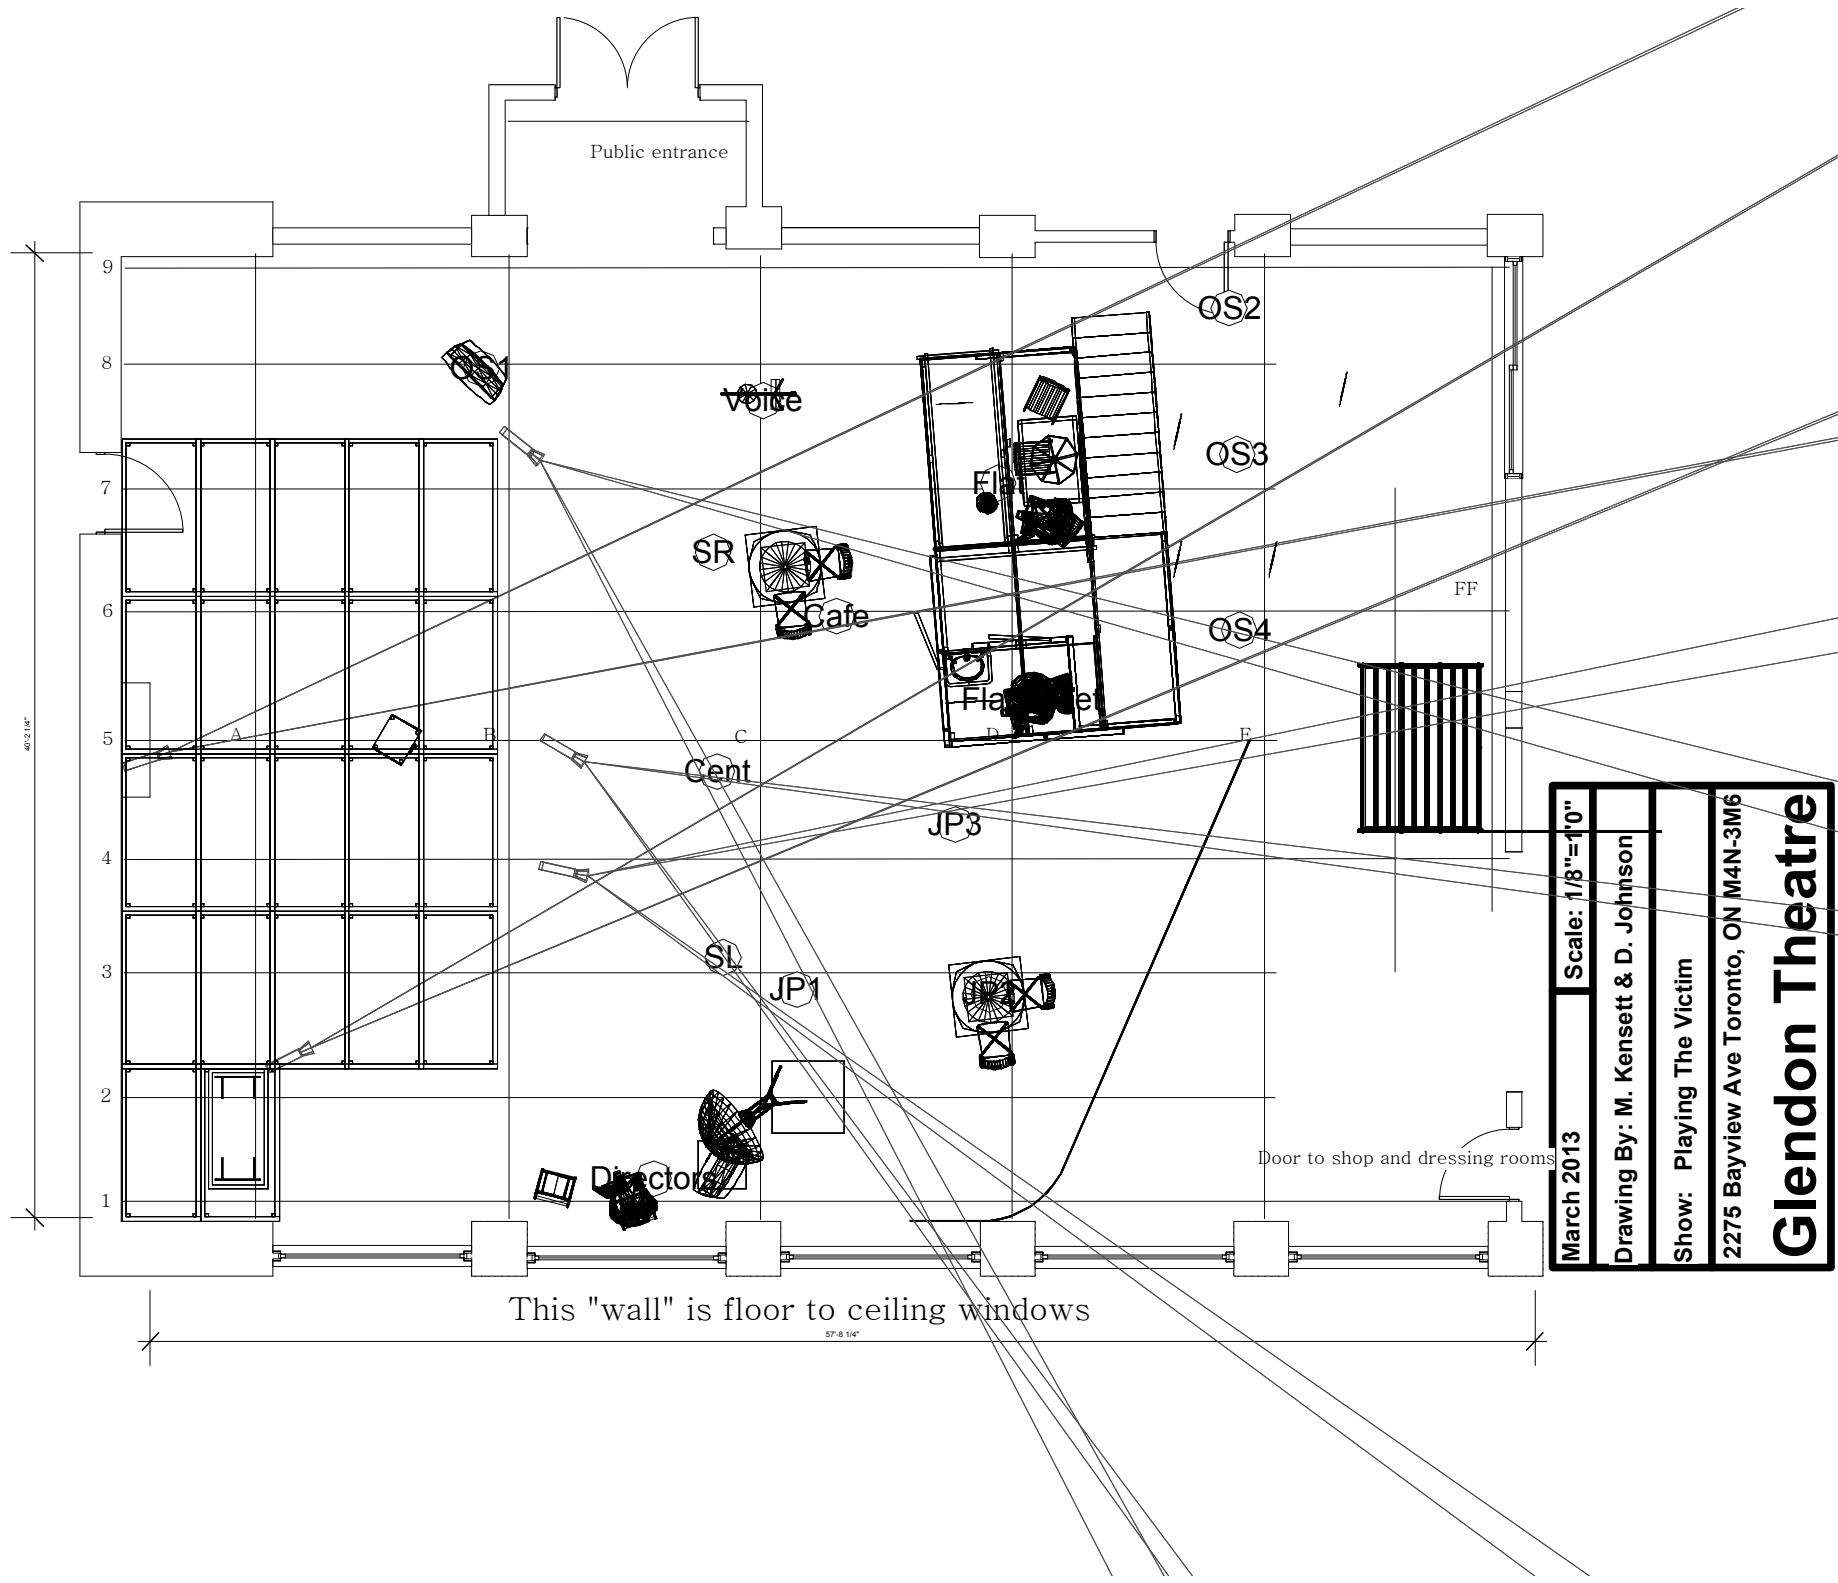 Public entrance
9
OS2
8
OS1
Voice
OS3
Flat
7
SR
FF
6
Cafe
OS4
5
A
B
C
D
E
Cent
JP3
4
SL
3
JP1
JP2
2
Door to shop and dressing rooms
Directors
1
This "wall" is floor to ceiling windows
57'-8 1/4"
40'-2 1/4"
March 2013
Scale: 1/8"=1'0"
Drawing By: M. Kensett & D. Johnson
Show: Playing The Victim
2275 Bayview Ave Toronto, ON M4N-3M6
Glendon Theatre